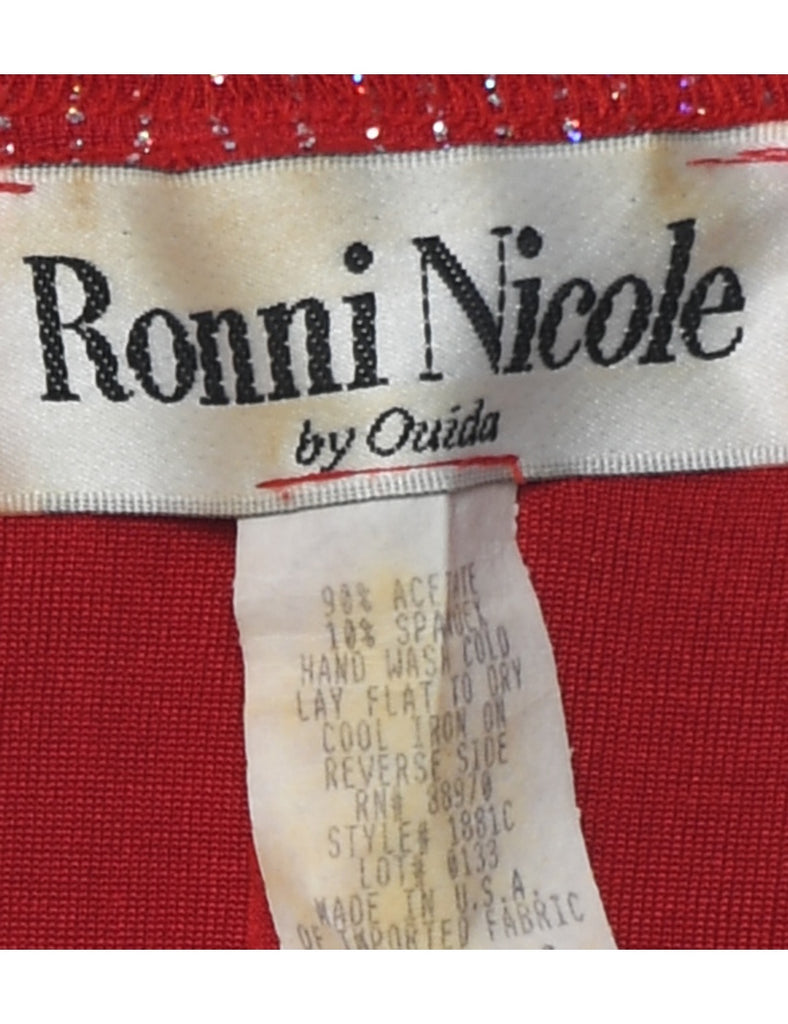 Ronni Nicole
by Ouida
90% ACETATE
10% SPANDEX
HAND WASH COLD
LAY FLAT TO DRY
COOL IRON ON
REVERSE SIDE
RN# 88970
STYLE# 1881C
LOT# 0133
MADE IN U.S.A.
OF IMPORTED FABRIC